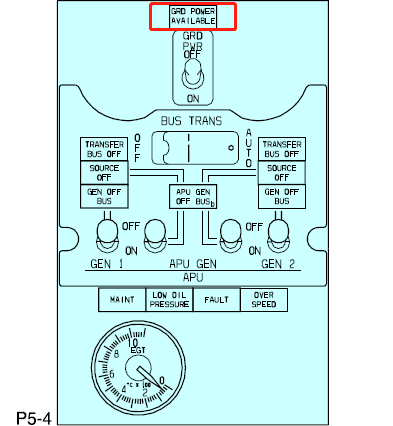 GRD POWER
AVAILABLE
GRD
PWR
OFF
ON
BUS TRANS
OFF
AUTO
TRANSFER
BUS OFF
SOURCE
OFF
GEN OFF
BUS
APU GEN
OFF BUS
TRANSFER
BUS OFF
SOURCE
OFF
GEN OFF
BUS
OFF
ON
OFF
ON
GEN 1
APU GEN
GEN 2
APU
MAINT
LOW OIL
PRESSURE
FAULT
OVER
SPEED
10
8
EGT
6
°C X 100
4
2
0
P5-4